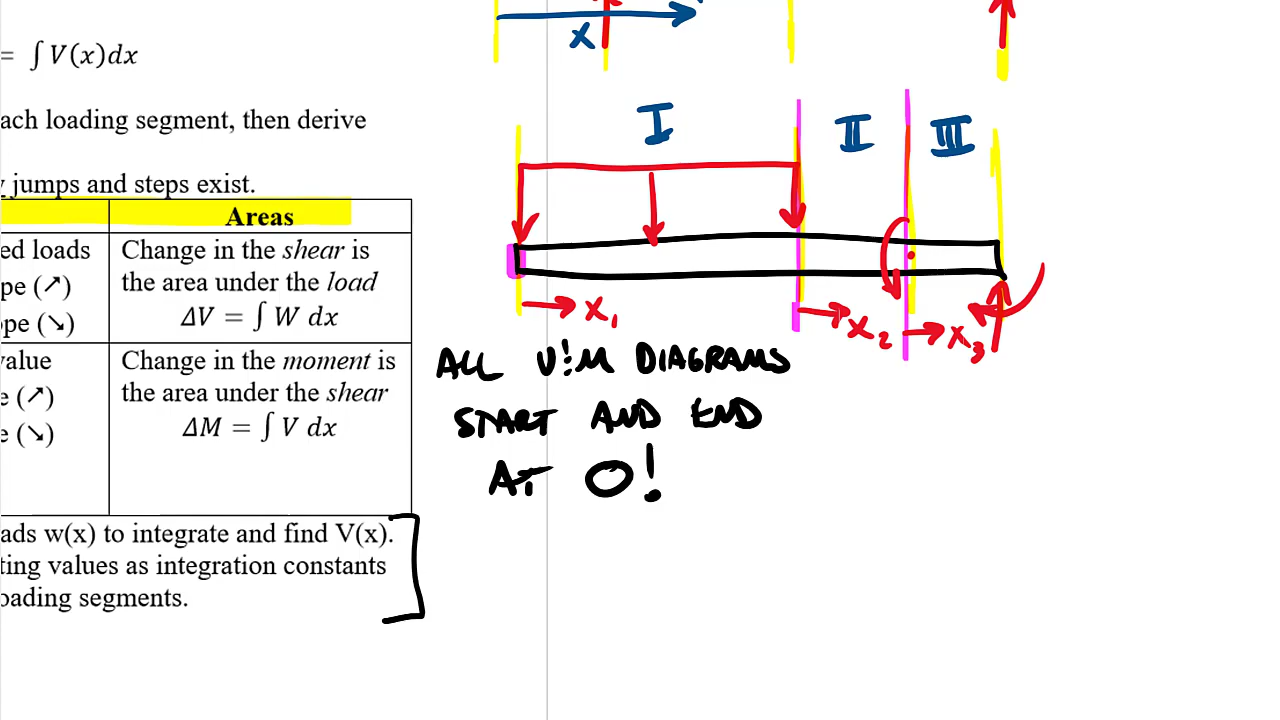 = ∫ V(x)dx
ach loading segment, then derive
y jumps and steps exist.
Areas
ed loads
pe (↗)
ope (↘)
Change in the shear is
the area under the load
ΔV = ∫ W dx
value
e (↗)
e (↘)
Change in the moment is
the area under the shear
ΔM = ∫ V dx
ads w(x) to integrate and find V(x).
ting values as integration constants
oading segments.
x
I
II
III
x1
x2
x3
ALL V!M DIAGRAMS
START AND END
AT 0!